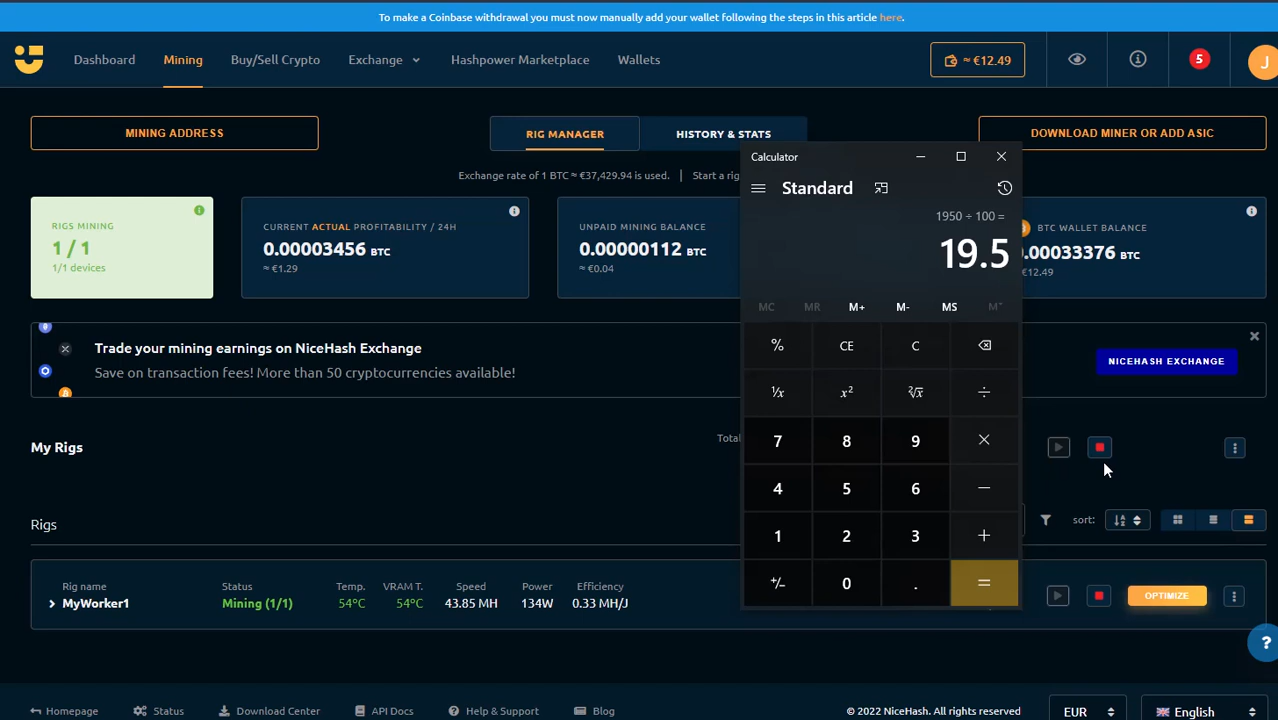 To make a Coinbase withdrawal you must now manually add your wallet following the steps in this article here.
Dashboard Mining Buy/Sell Crypto Exchange Hashpower Marketplace Wallets ≈ €12.49 5 J
MINING ADDRESS RIG MANAGER HISTORY & STATS DOWNLOAD MINER OR ADD ASIC
Exchange rate of 1 BTC ≈ €37,429.94 is used. | Start a rig
RIGS MINING
1 / 1
1/1 devices
CURRENT ACTUAL PROFITABILITY / 24H
0.00003456 BTC
≈ €1.29
UNPAID MINING BALANCE
0.00000112 BTC
≈ €0.04
BTC WALLET BALANCE
.00033376 BTC
€12.49
Calculator
Standard
1950 ÷ 100 =
19.5
MC MR M+ M- MS M˅
% CE C
¹/x x² ²√x ÷
7 8 9 ×
4 5 6 −
1 2 3 +
+/− 0 . =
Trade your mining earnings on NiceHash Exchange
Save on transaction fees! More than 50 cryptocurrencies available!
NICEHASH EXCHANGE
My Rigs
Total
Rigs
sort:
Rig name Status Temp. VRAM T. Speed Power Efficiency
MyWorker1 Mining (1/1) 54°C 54°C 43.85 MH 134W 0.33 MH/J
OPTIMIZE
?
Homepage Status Download Center API Docs Help & Support Blog © 2022 NiceHash. All rights reserved EUR English